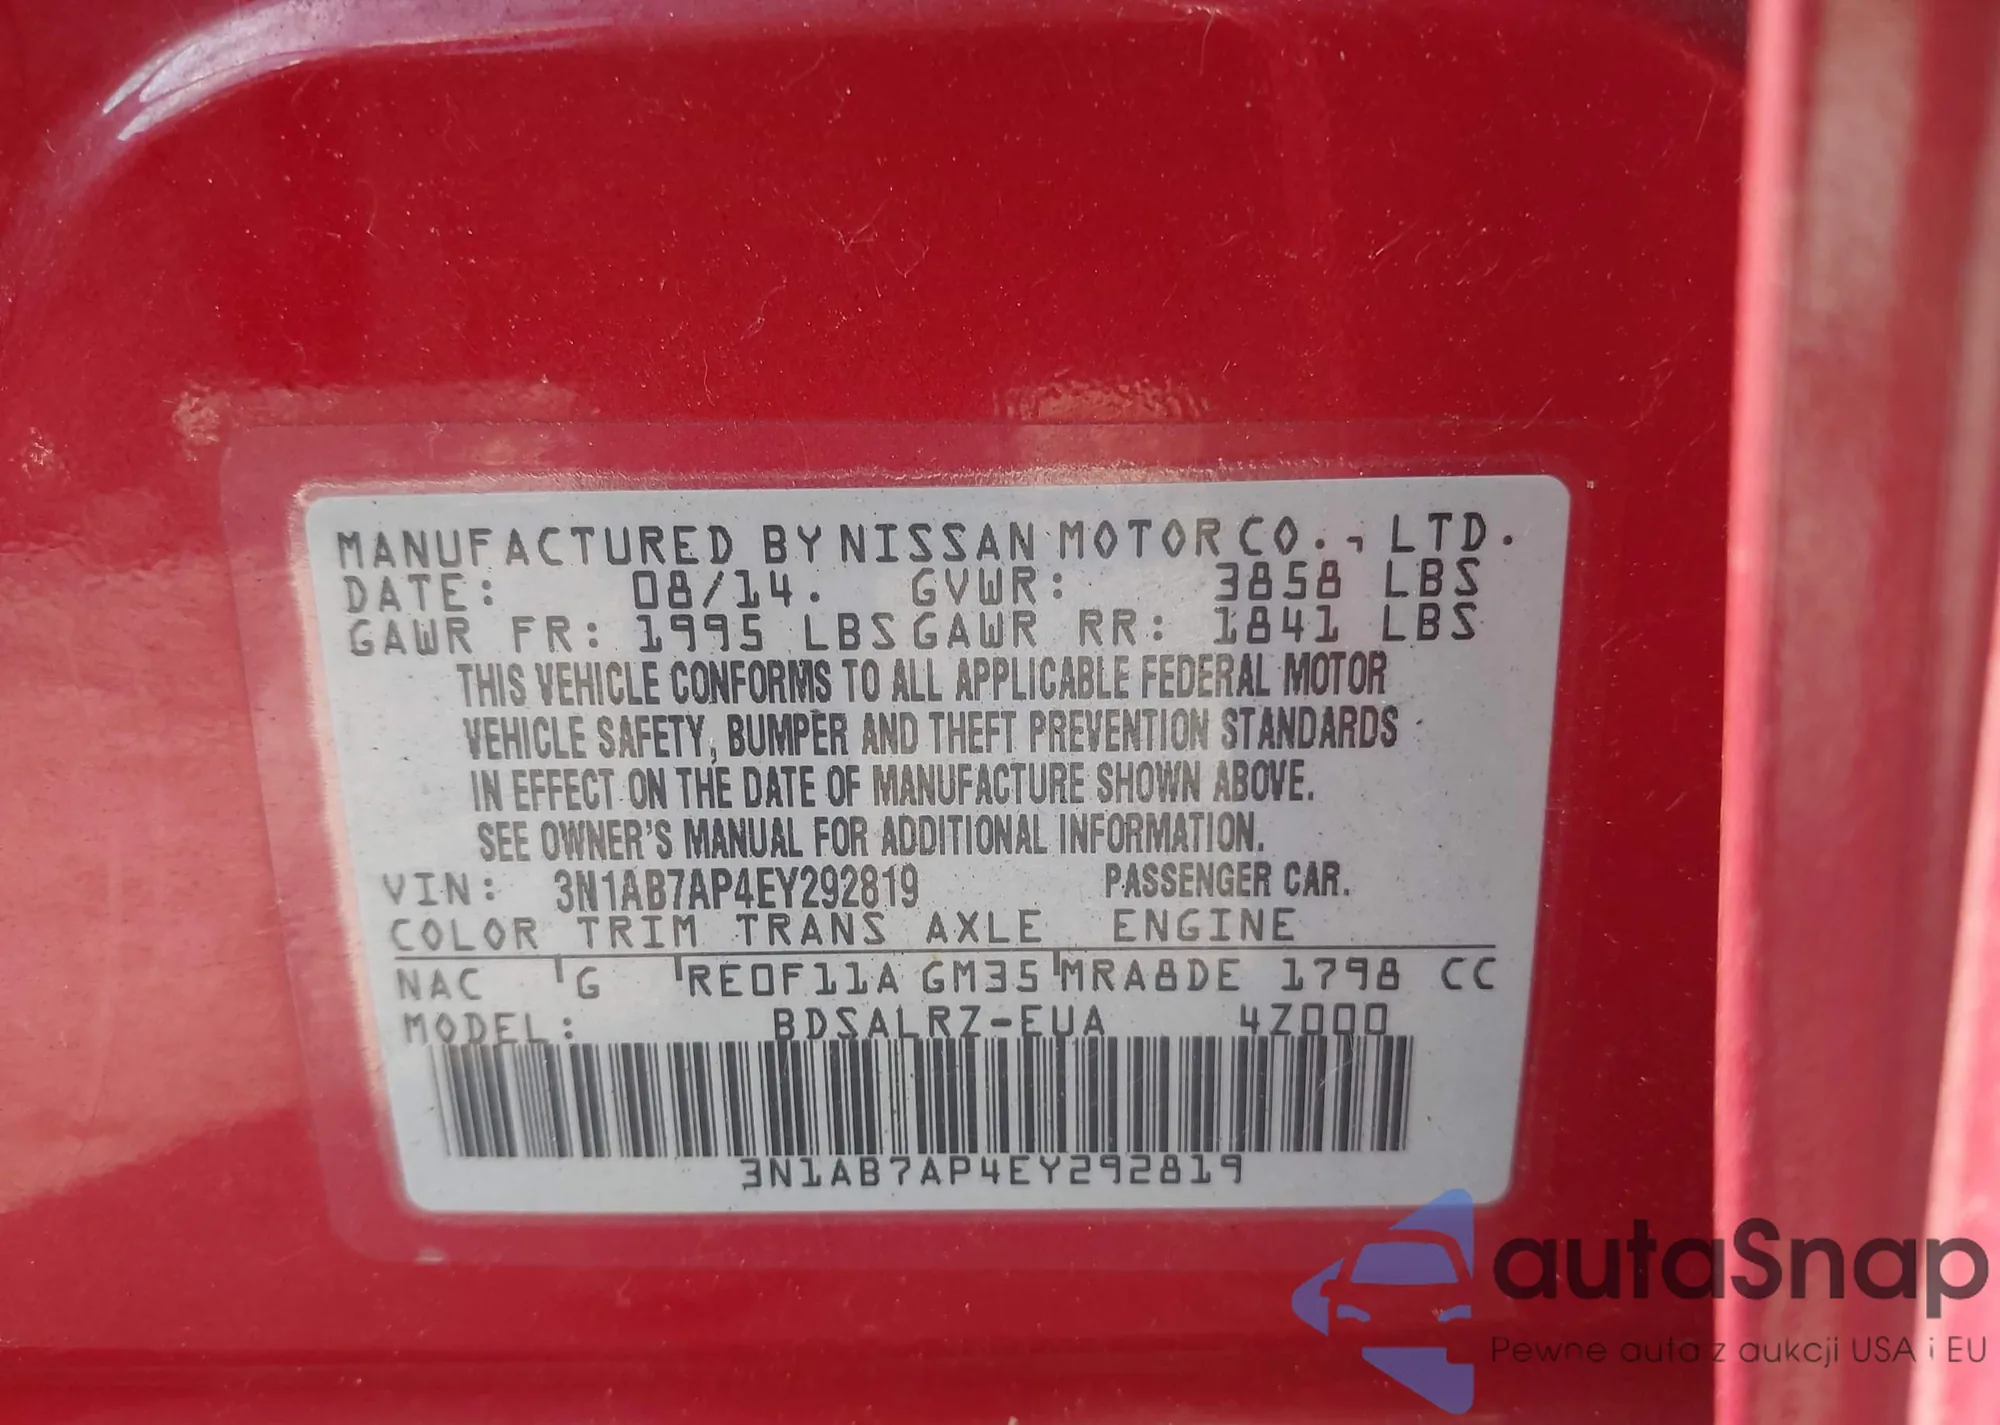 MANUFACTURED BY NISSAN MOTOR CO., LTD.
DATE: 08/14. GVWR: 3858 LBS
GAWR FR: 1995 LBS GAWR RR: 1841 LBS
THIS VEHICLE CONFORMS TO ALL APPLICABLE FEDERAL MOTOR
VEHICLE SAFETY, BUMPER AND THEFT PREVENTION STANDARDS
IN EFFECT ON THE DATE OF MANUFACTURE SHOWN ABOVE.
SEE OWNER'S MANUAL FOR ADDITIONAL INFORMATION.
VIN: 3N1AB7AP4EY292819 PASSENGER CAR.
COLOR TRIM TRANS AXLE ENGINE
NAC G RE0F11A GM35 MRA8DE 1798 CC
MODEL: BDSALRZ-EUA 4Z000
3N1AB7AP4EY292819
autaSnap
Pewne auta z aukcji USA i EU